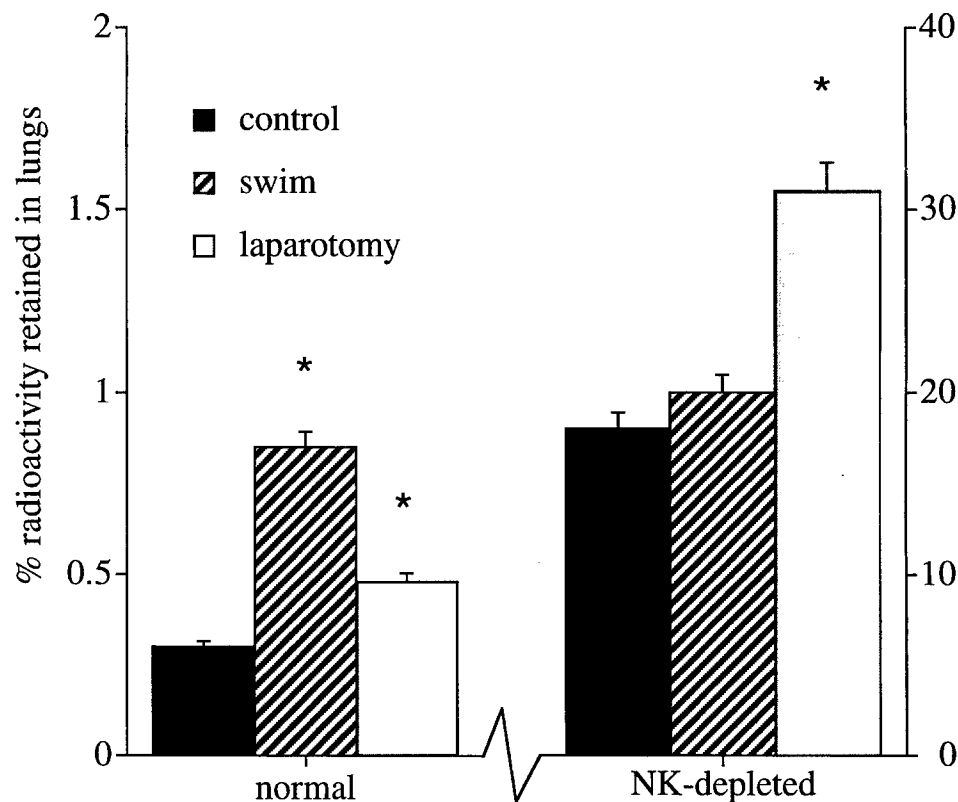 % radioactivity retained in lungs
2
1.5
1
0.5
0
control
swim
laparotomy
*
*
*
40
30
20
10
0
normal
NK-depleted